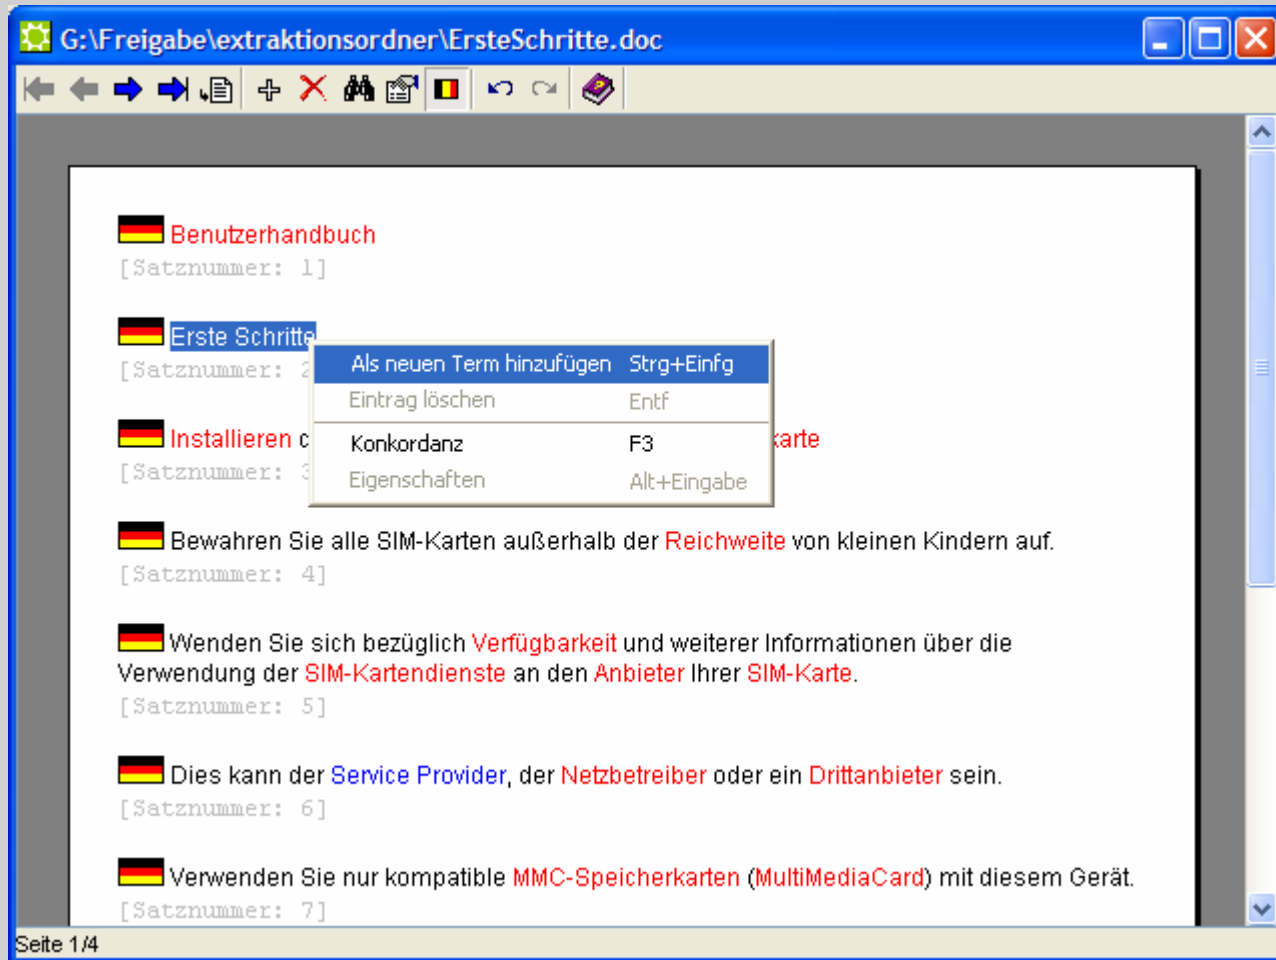 G:\Freigabe\extraktionsordner\ErsteSchritte.doc
Benutzerhandbuch
[Satznummer: 1]
Erste Schritte
[Satznummer: 2
Als neuen Term hinzufügen Strg+Einfg
Eintrag löschen Entf
Konkordanz F3
Eigenschaften Alt+Eingabe
Installieren karte
[Satznummer: 3
Bewahren Sie alle SIM-Karten außerhalb der Reichweite von kleinen Kindern auf.
[Satznummer: 4]
Wenden Sie sich bezüglich Verfügbarkeit und weiterer Informationen über die
Verwendung der SIM-Kartendienste an den Anbieter Ihrer SIM-Karte.
[Satznummer: 5]
Dies kann der Service Provider, der Netzbetreiber oder ein Drittanbieter sein.
[Satznummer: 6]
Verwenden Sie nur kompatible MMC-Speicherkarten (MultiMediaCard) mit diesem Gerät.
[Satznummer: 7]
Seite 1/4